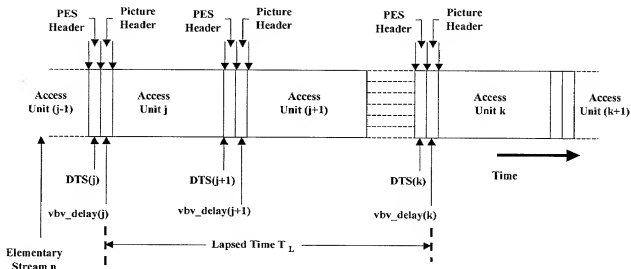 PES
Header
Picture
Header
PES
Header
Picture
Header
PES
Header
Picture
Header
Access
Unit (j-1)
Access
Unit j
Access
Unit (j+1)
Access
Unit k
Access
Unit (k+1)
DTS(j)
DTS(j+1)
DTS(k)
Time
vbv_delay(j)
vbv_delay(j+1)
vbv_delay(k)
Lapsed Time T L
Elementary
Stream n